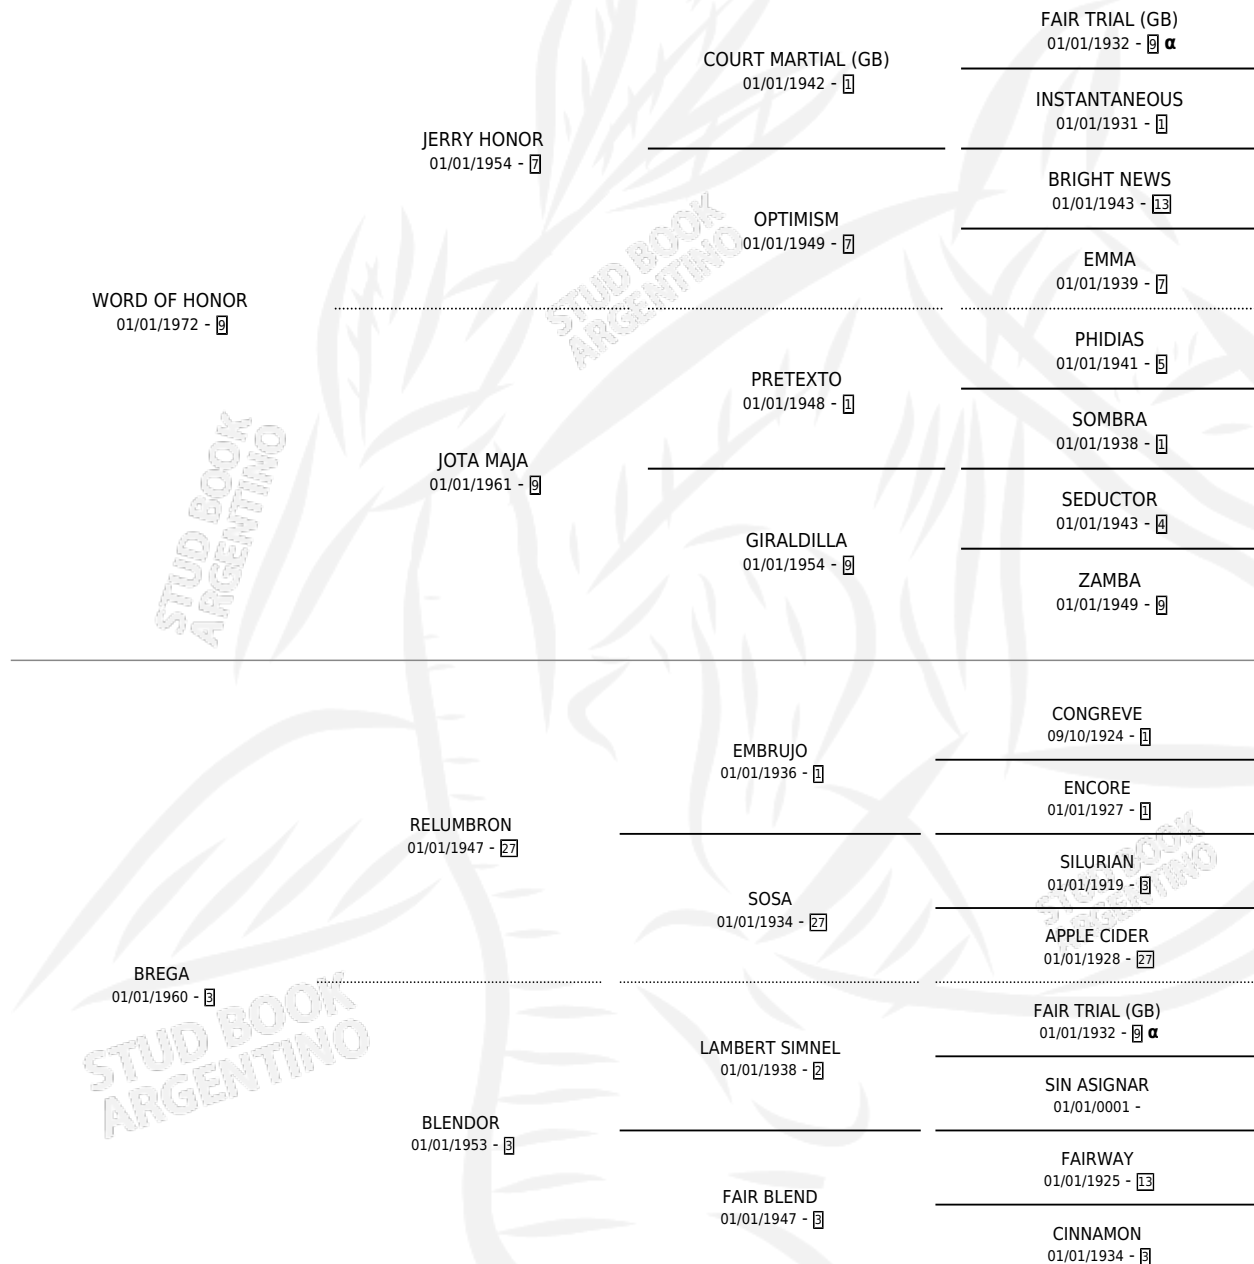 FAIR TRIAL (GB)
01/01/1932 - 9 α
COURT MARTIAL (GB)
01/01/1942 - 1
INSTANTANEOUS
01/01/1931 - 1
JERRY HONOR
01/01/1954 - 7
BRIGHT NEWS
01/01/1943 - 13
OPTIMISM
01/01/1949 - 7
EMMA
01/01/1939 - 7
WORD OF HONOR
01/01/1972 - 9
PHIDIAS
01/01/1941 - 5
PRETEXTO
01/01/1948 - 1
SOMBRA
01/01/1938 - 1
JOTA MAJA
01/01/1961 - 9
SEDUCTOR
01/01/1943 - 4
GIRALDILLA
01/01/1954 - 9
ZAMBA
01/01/1949 - 9
STUD BOOK
ARGENTINO
STUD BOOK
ARGENTINO
CONGREVE
09/10/1924 - 1
EMBRUJO
01/01/1936 - 1
ENCORE
01/01/1927 - 1
RELUMBRON
01/01/1947 - 27
SILURIAN
01/01/1919 - 3
SOSA
01/01/1934 - 27
APPLE CIDER
01/01/1928 - 27
BREGA
01/01/1960 - 3
FAIR TRIAL (GB)
01/01/1932 - 9 α
LAMBERT SIMNEL
01/01/1938 - 2
SIN ASIGNAR
01/01/0001 -
BLENDOR
01/01/1953 - 3
FAIRWAY
01/01/1925 - 13
FAIR BLEND
01/01/1947 - 3
CINNAMON
01/01/1934 - 3
STUD BOOK
ARGENTINO
STUD BOOK
ARGENTINO